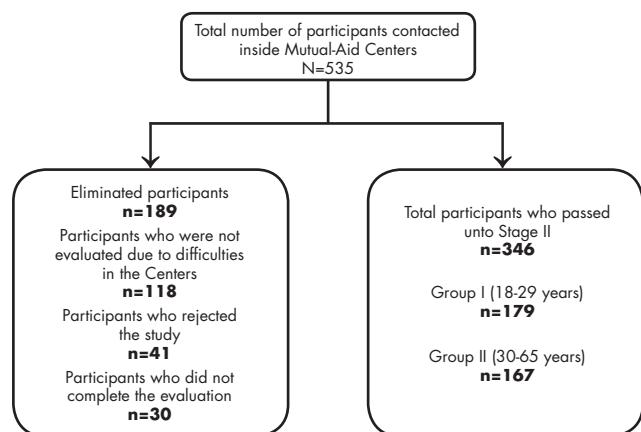 Total number of participants contacted
inside Mutual-Aid Centers
N=535
Eliminated participants
n=189
Participants who were not
evaluated due to difficulties
in the Centers
n=118
Participants who rejected
the study
n=41
Participants who did not
complete the evaluation
n=30
Total participants who passed
unto Stage II
n=346
Group I (18-29 years)
n=179
Group II (30-65 years)
n=167